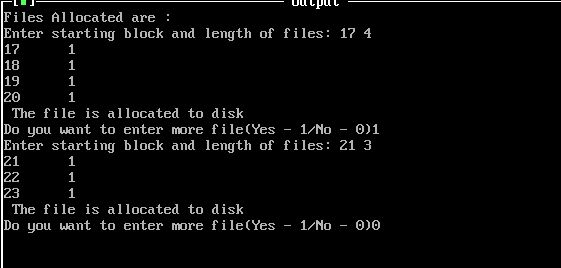 Output
Files Allocated are :
Enter starting block and length of files: 17 4
17 1
18 1
19 1
20 1
The file is allocated to disk
Do you want to enter more file(Yes - 1/No - 0)1
Enter starting block and length of files: 21 3
21 1
22 1
23 1
The file is allocated to disk
Do you want to enter more file(Yes - 1/No - 0)0